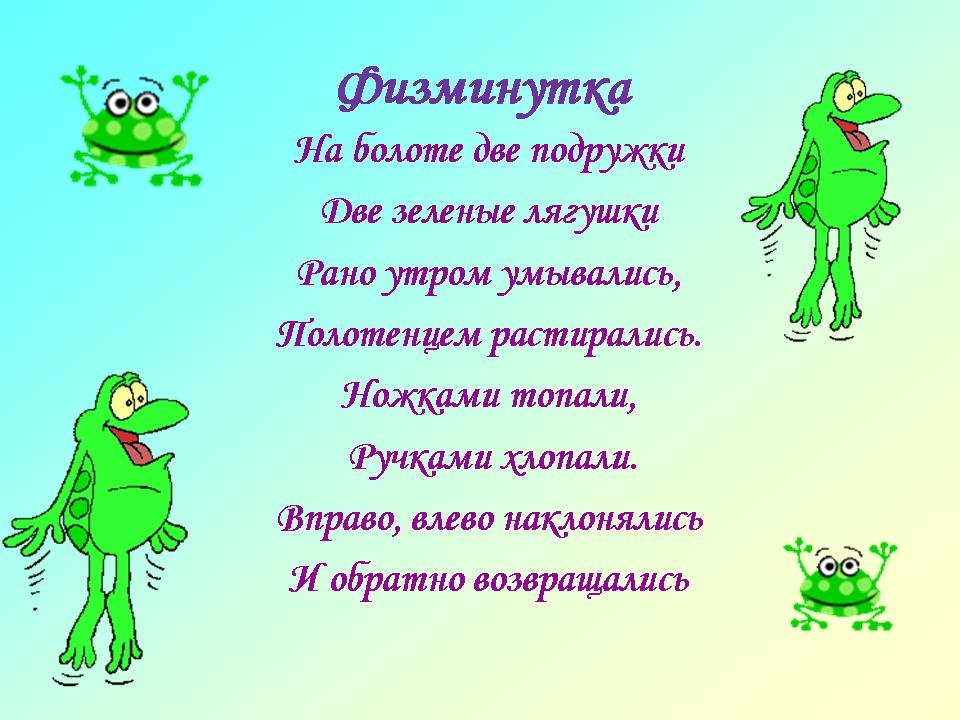 Физминутка
На болоте две подружки
Две зеленые лягушки
Рано утром умывались,
Полотенцем растирались.
Ножками топали,
Ручками хлопали.
Вправо, влево наклонялись
И обратно возвращались